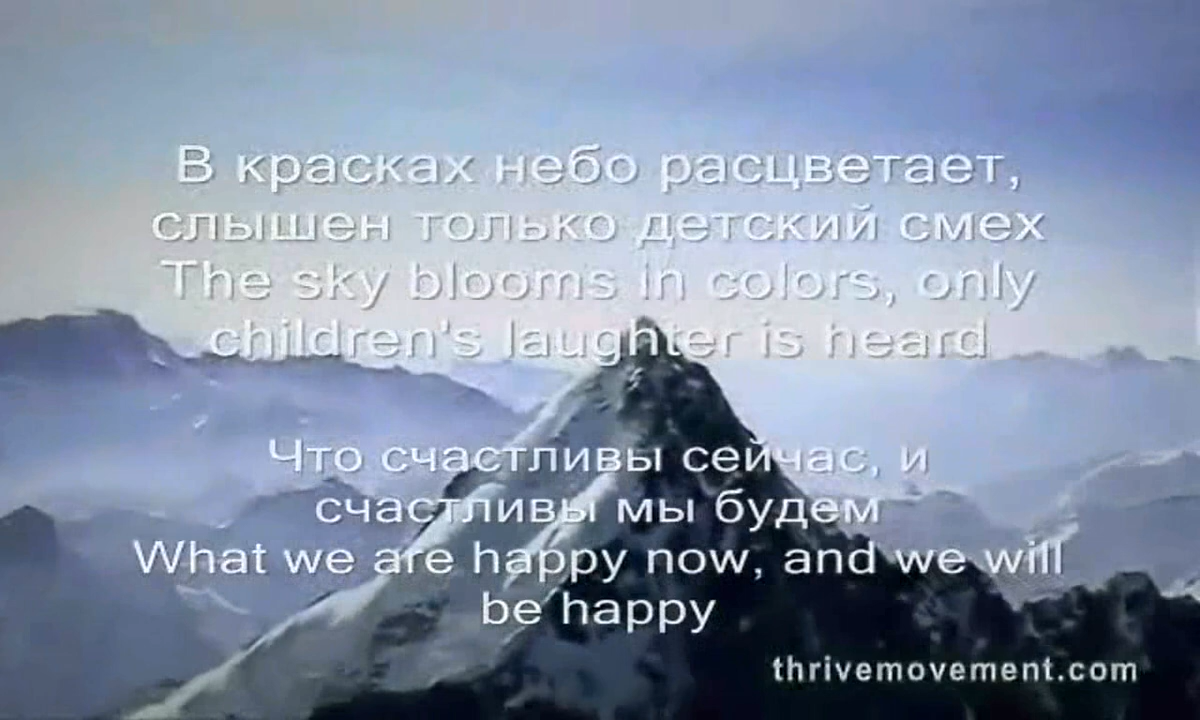 В красках небо расцветает,
слышен только детский смех
The sky blooms in colors, only
children's laughter is heard
Что счастливы сейчас, и
счастливы мы будем
What we are happy now, and we will
be happy
thrivemovement.com